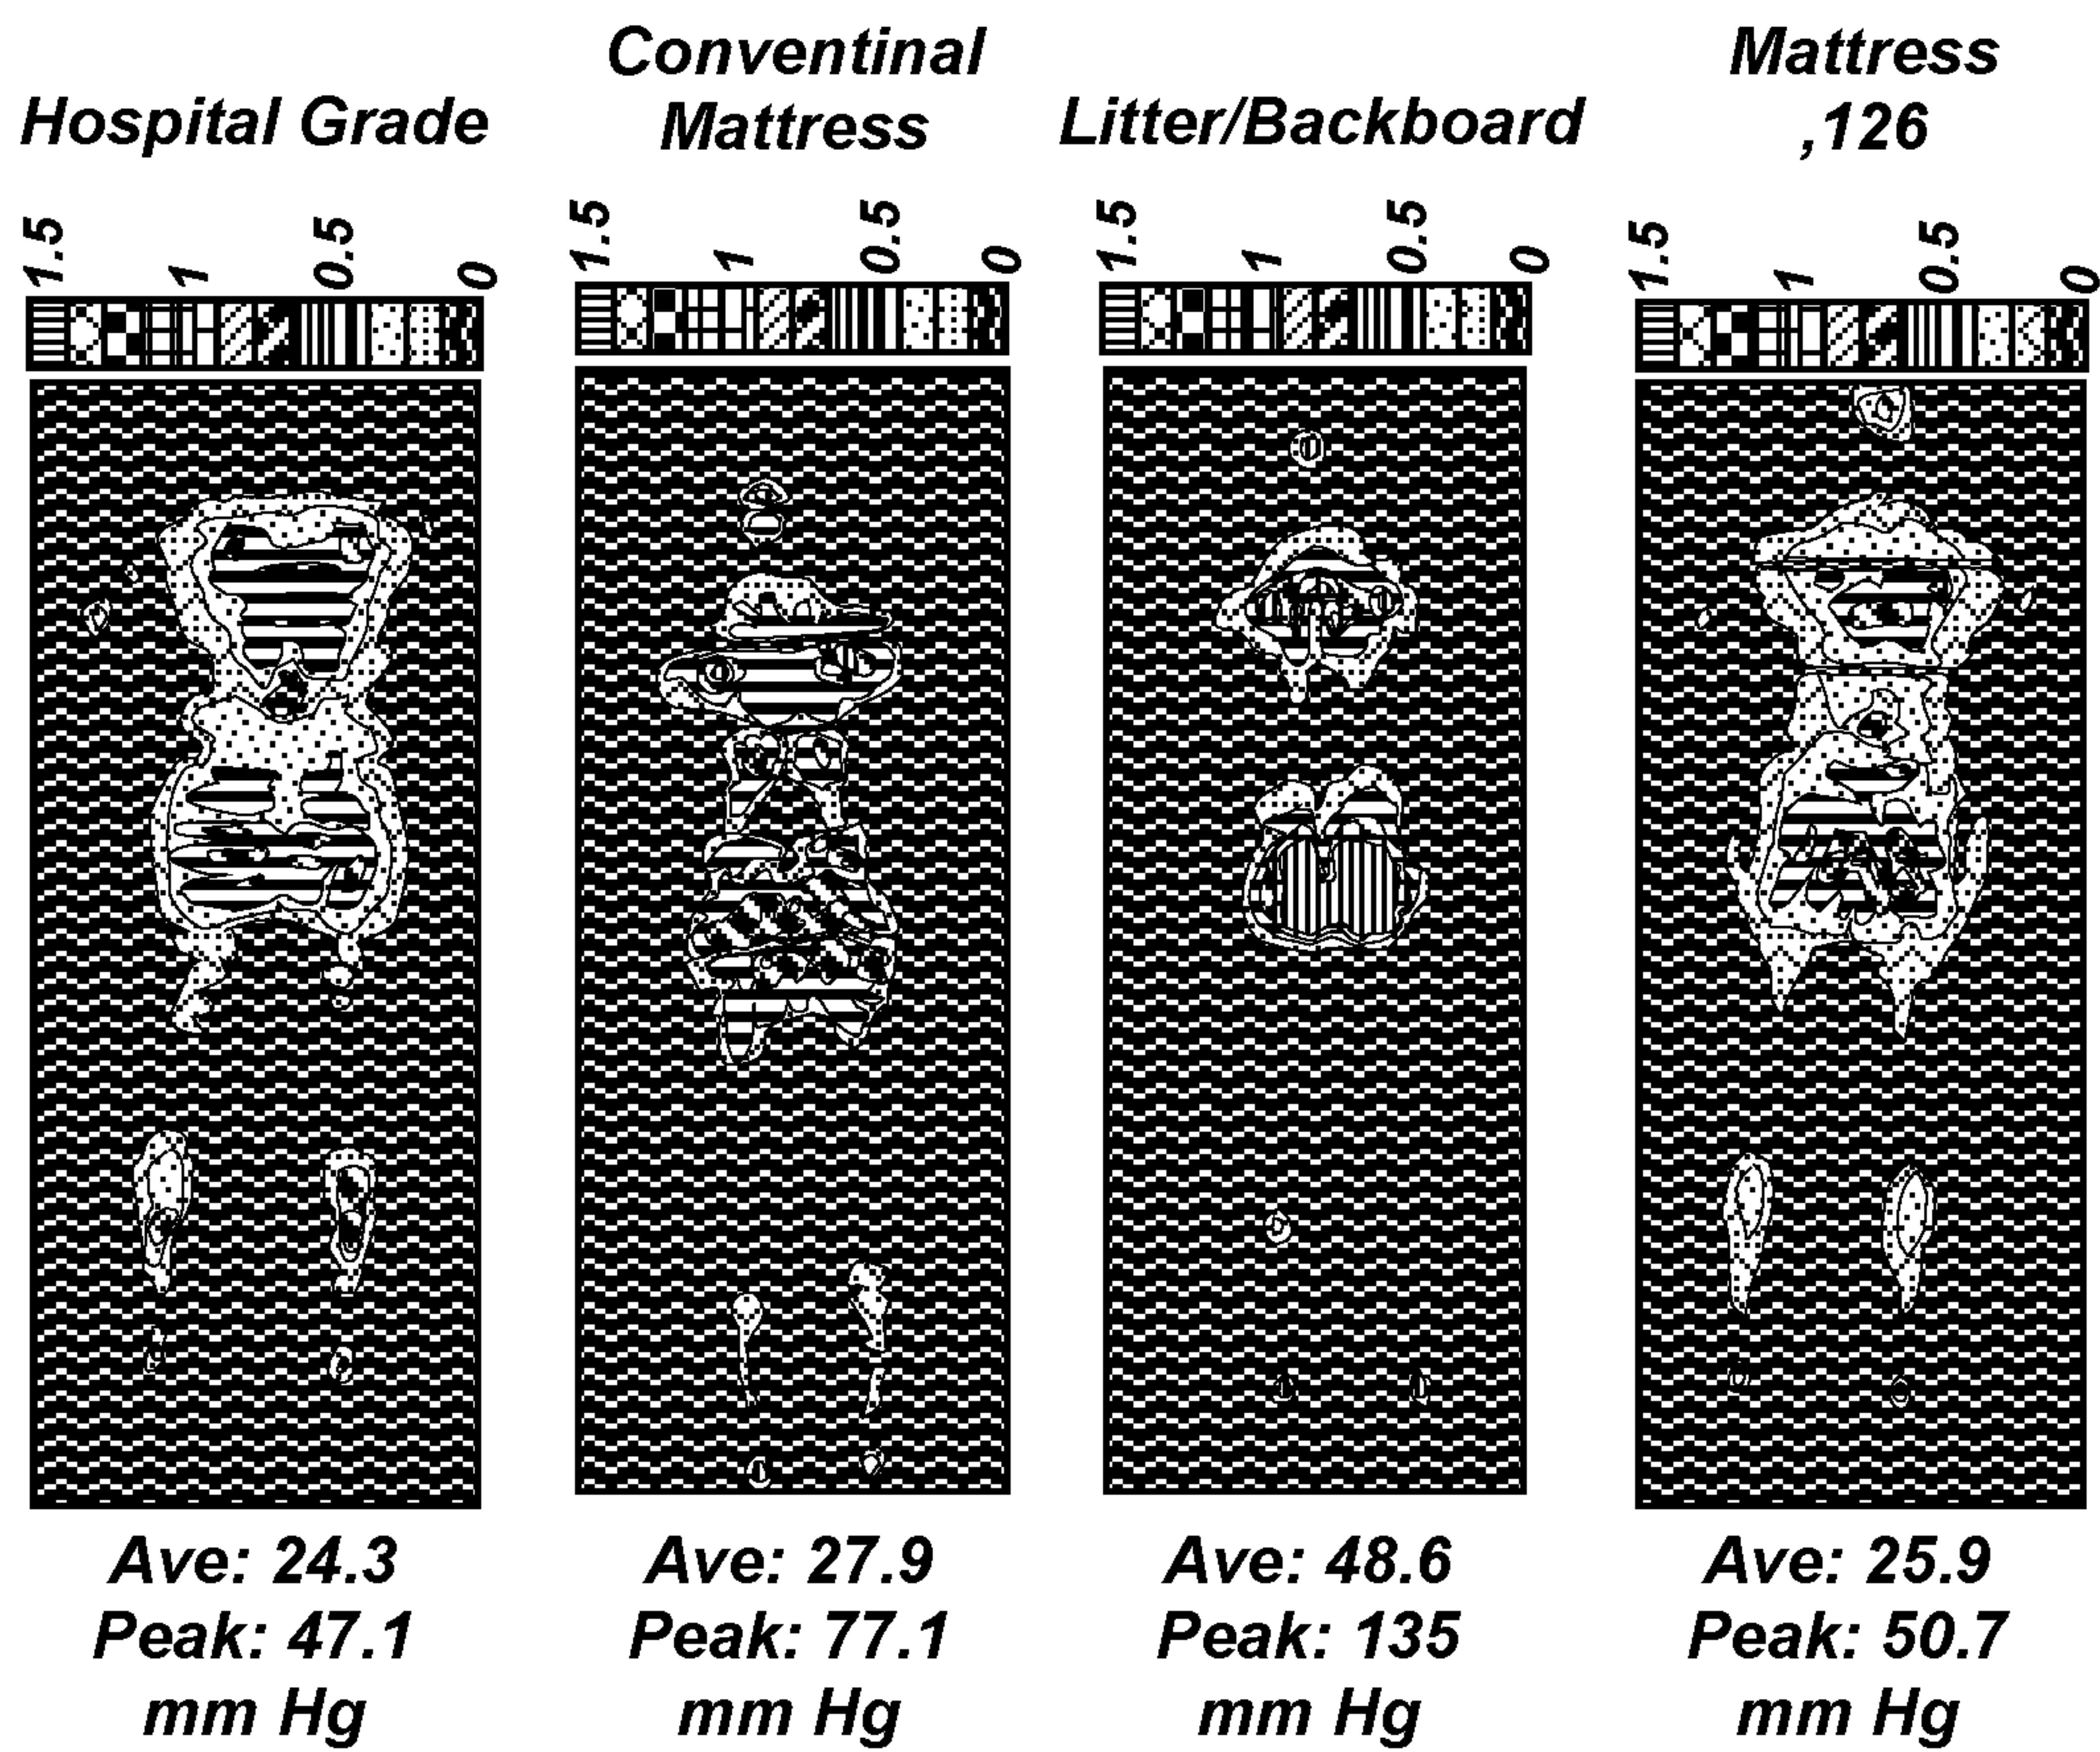 Hospital Grade
Conventinal
Mattress
Litter/Backboard
Mattress
,126
1.5 1 0.5 0
1.5 1 0.5 0
1.5 1 0.5 0
1.5 1 0.5 0
Ave: 24.3
Peak: 47.1
mm Hg
Ave: 27.9
Peak: 77.1
mm Hg
Ave: 48.6
Peak: 135
mm Hg
Ave: 25.9
Peak: 50.7
mm Hg